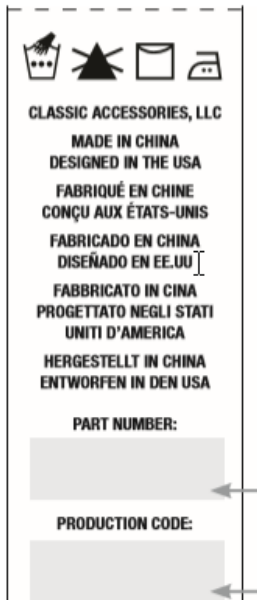 CLASSIC ACCESSORIES, LLC
MADE IN CHINA
DESIGNED IN THE USA
FABRIQUÉ EN CHINE
CONÇU AUX ÉTATS-UNIS
FABRICADO EN CHINA
DISEÑADO EN EE.UU
FABBRICATO IN CINA
PROGETTATO NEGLI STATI
UNITI D'AMERICA
HERGESTELLT IN CHINA
ENTWORFEN IN DEN USA
PART NUMBER:
PRODUCTION CODE: